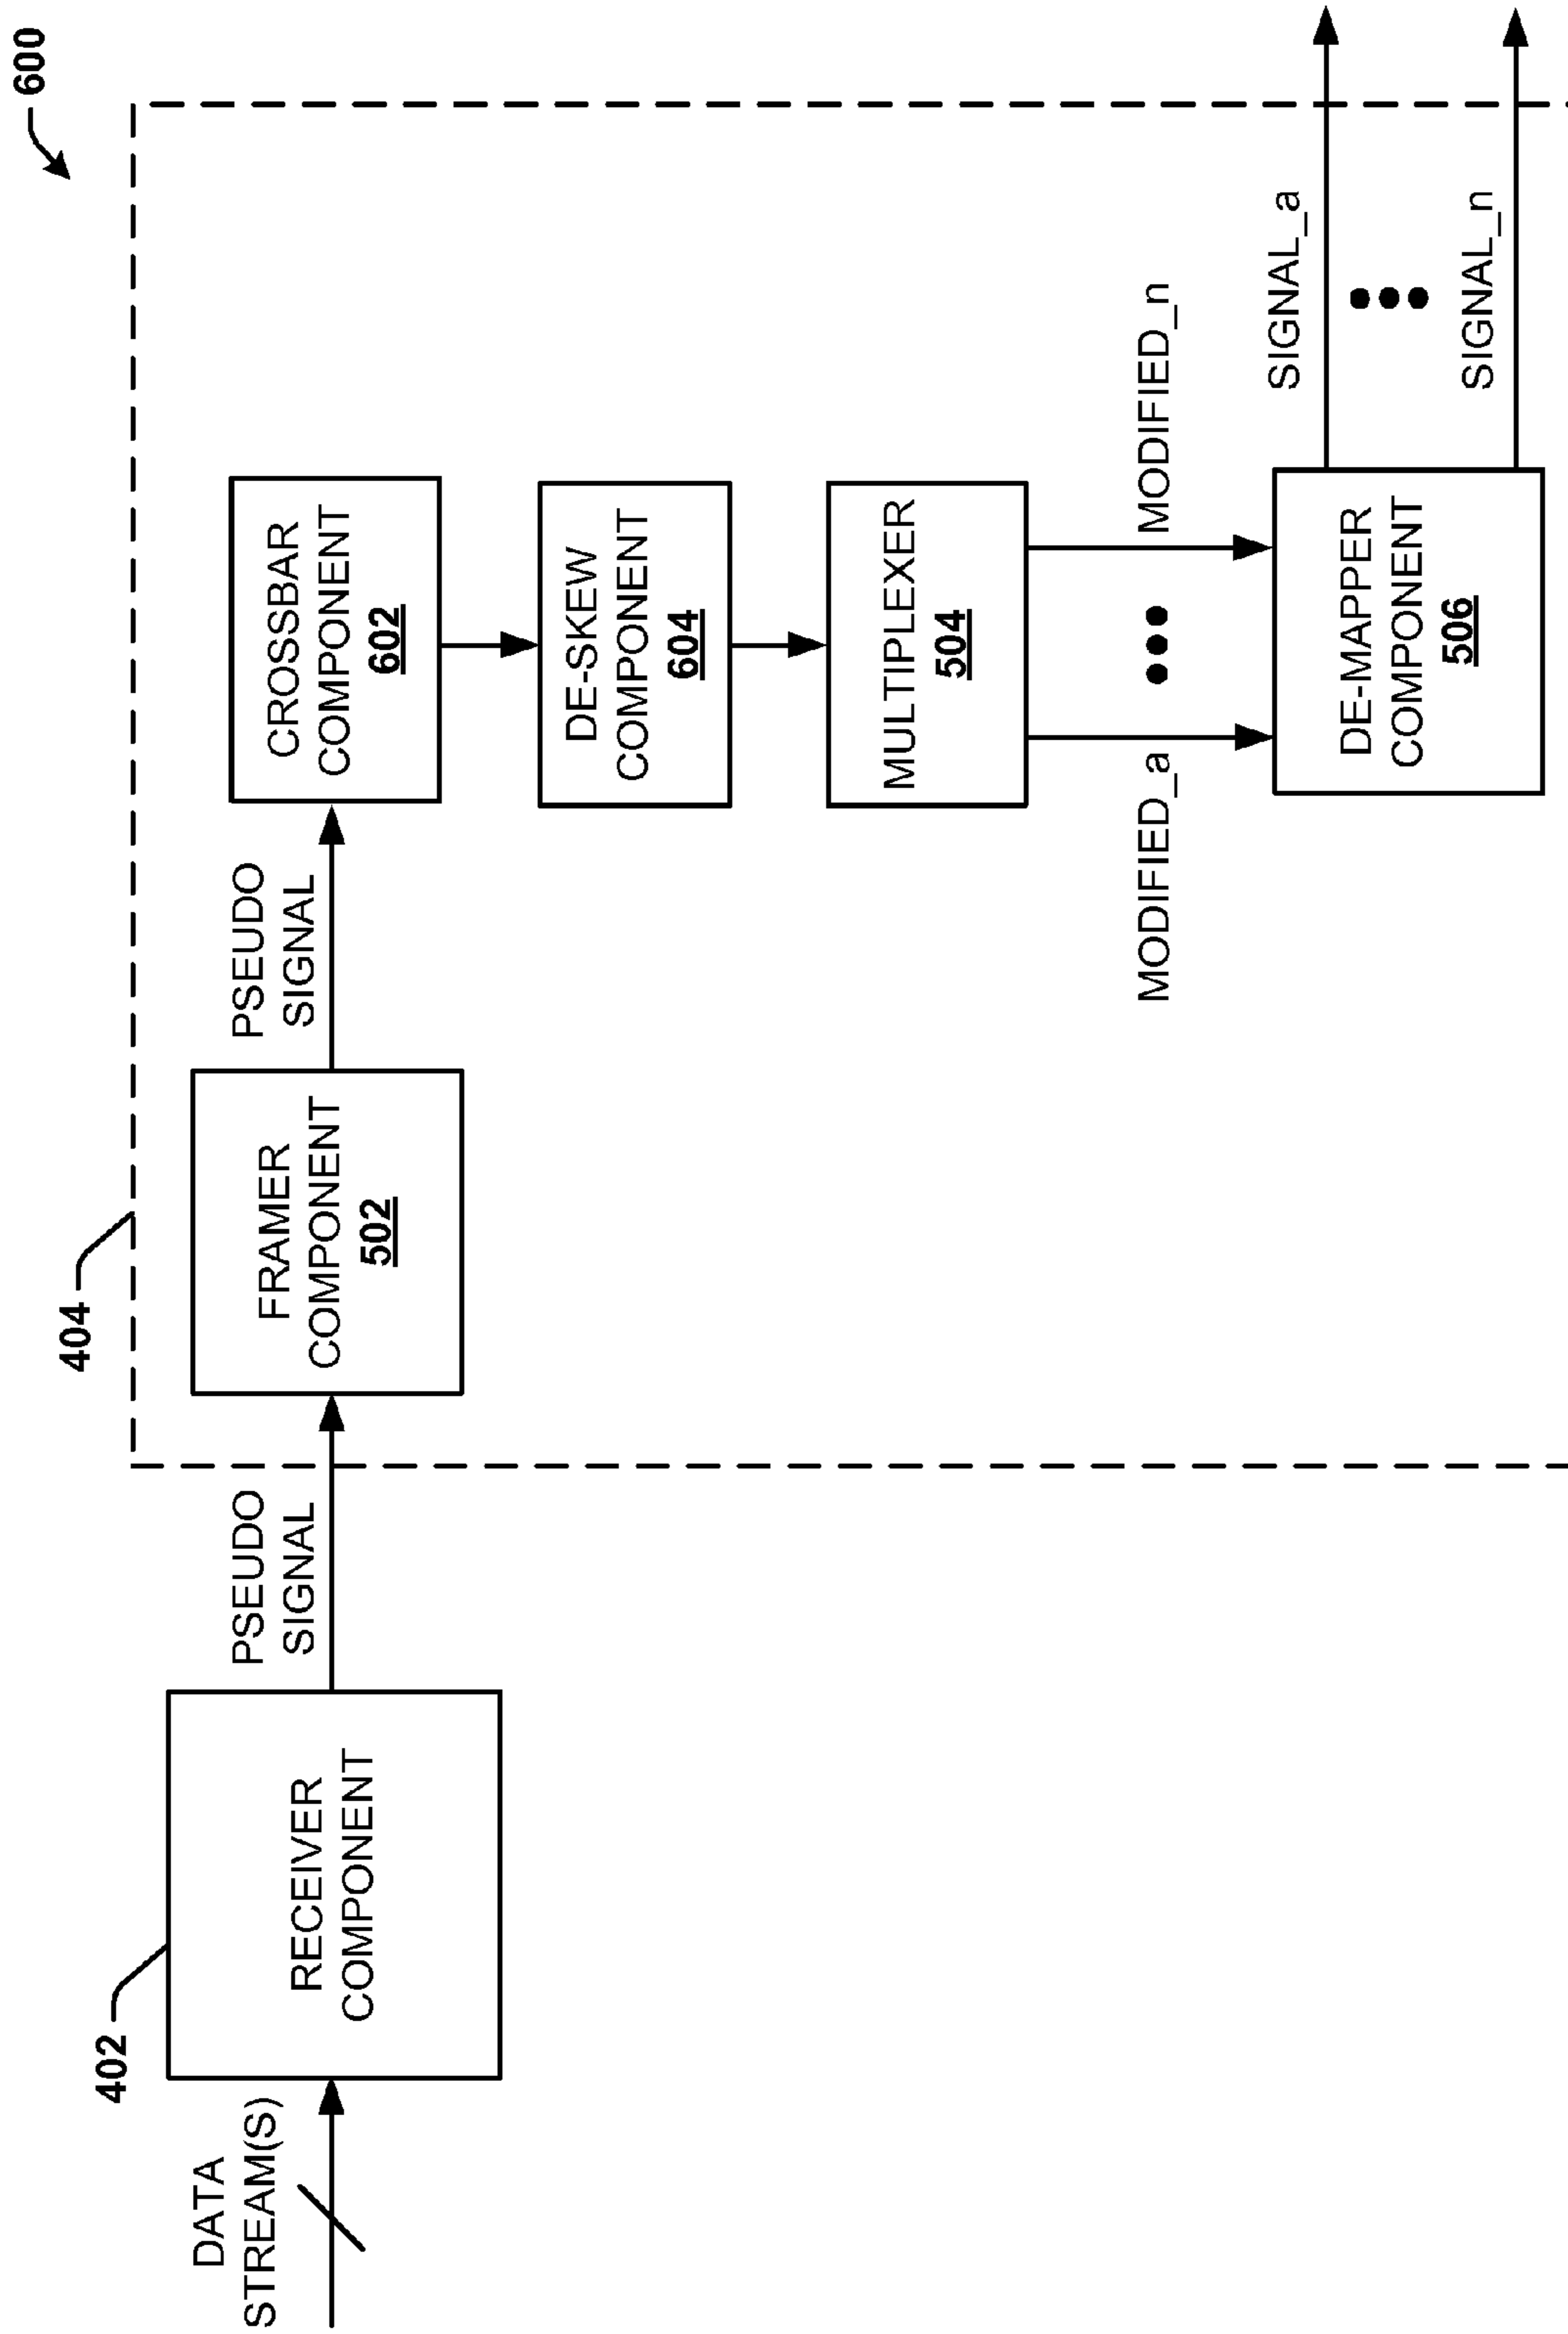 600
404
402
DATA
STREAM(S)
RECEIVER
COMPONENT
PSEUDO
SIGNAL
FRAMER
COMPONENT
502
PSEUDO
SIGNAL
CROSSBAR
COMPONENT
602
DE-SKEW
COMPONENT
604
MULTIPLEXER
504
MODIFIED_a
MODIFIED_n
DE-MAPPER
COMPONENT
506
SIGNAL_a
SIGNAL_n